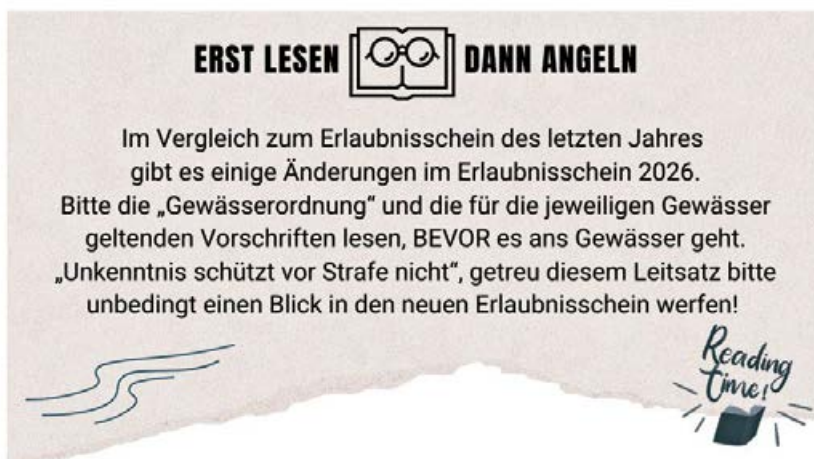 ERST LESEN DANN ANGELN
Im Vergleich zum Erlaubnisschein des letzten Jahres
gibt es einige Änderungen im Erlaubnisschein 2026.
Bitte die „Gewässerordnung“ und die für die jeweiligen Gewässer
geltenden Vorschriften lesen, BEVOR es ans Gewässer geht.
„Unkenntnis schützt vor Strafe nicht“, getreu diesem Leitsatz bitte
unbedingt einen Blick in den neuen Erlaubnisschein werfen!
Reading
time!